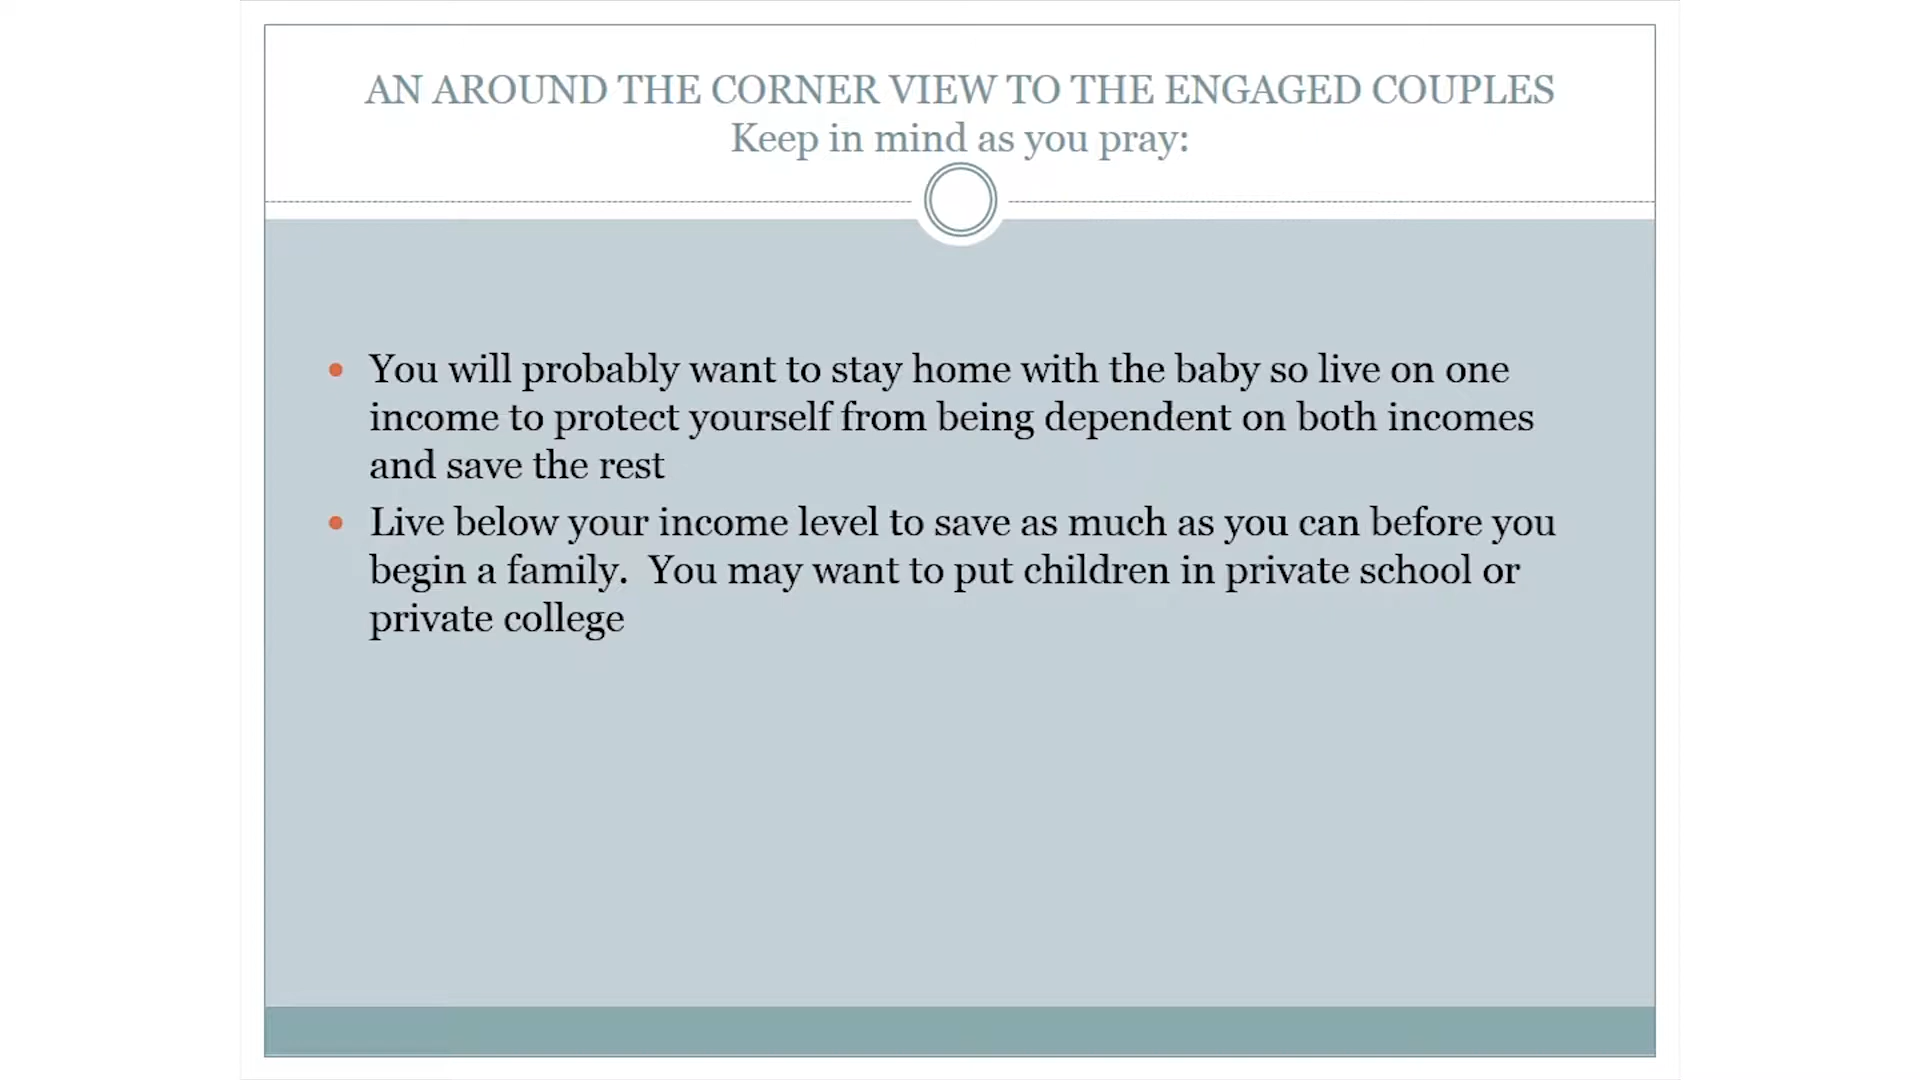 AN AROUND THE CORNER VIEW TO THE ENGAGED COUPLES
Keep in mind as you pray:
• You will probably want to stay home with the baby so live on one
income to protect yourself from being dependent on both incomes
and save the rest
• Live below your income level to save as much as you can before you
begin a family.  You may want to put children in private school or
private college